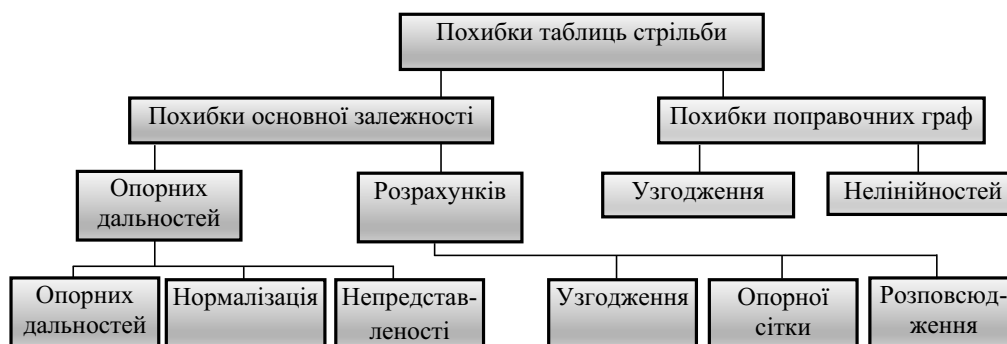 Похибки таблиць стрільби
Похибки основної залежності
Похибки поправочних граф
Опорних
дальностей
Розрахунків
Узгодження
Нелінійностей
Опорних
дальностей
Нормалізація
Непредстав-
леності
Узгодження
Опорної
сітки
Розповсюд-
ження